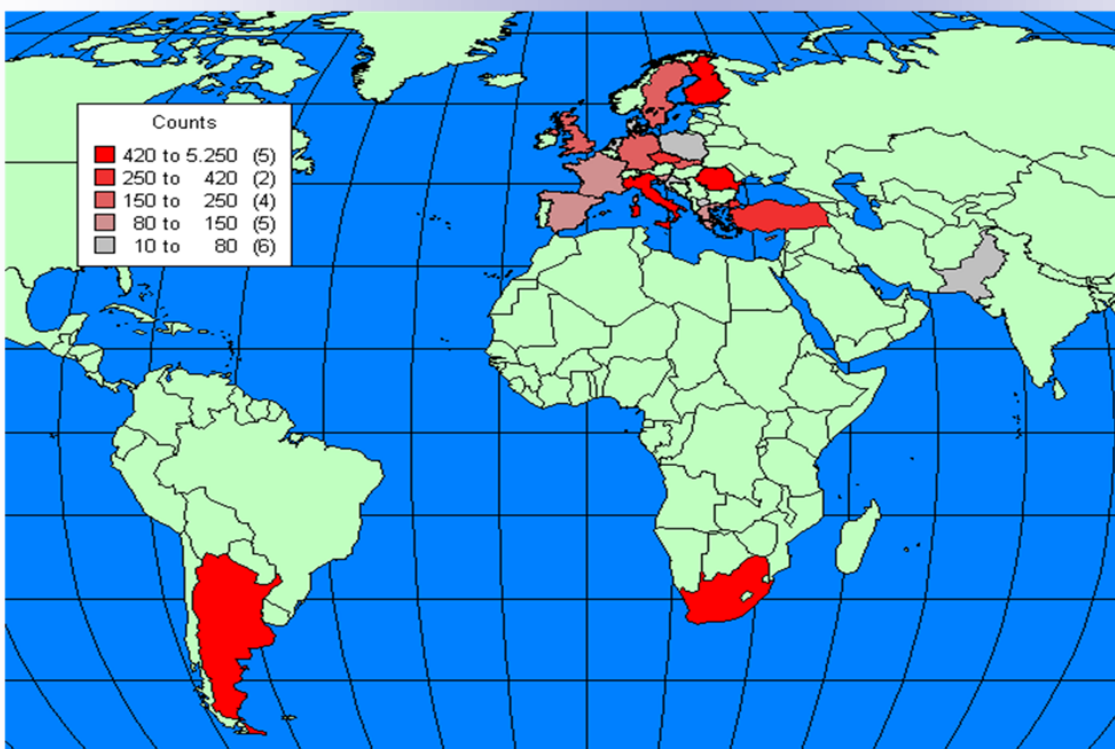 Counts
420 to 5.250 (5)
250 to 420 (2)
150 to 250 (4)
80 to 150 (5)
10 to 80 (6)